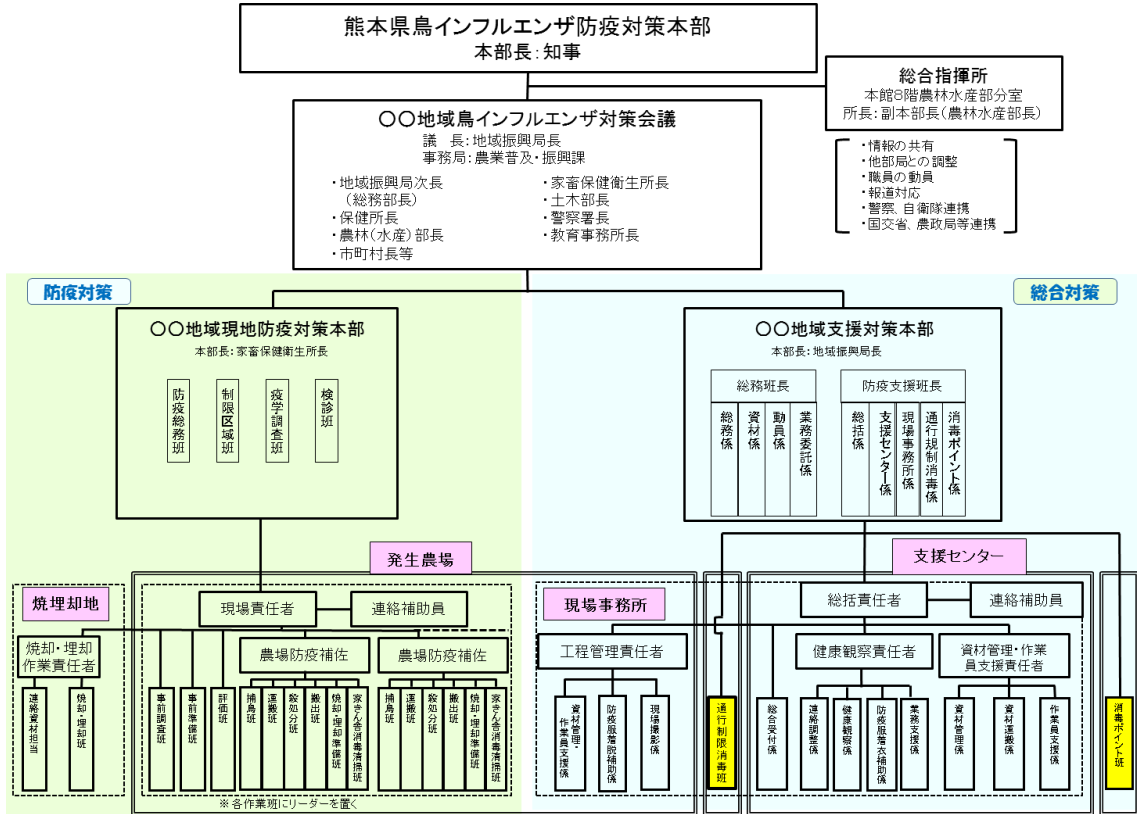 熊本県鳥インフルエンザ防疫対策本部
本部長：知事
総合指揮所
本館8階農林水産部分室
所長：副本部長（農林水産部長）
・情報の共有
・他部局との調整
・職員の動員
・報道対応
・警察、自衛隊連携
・国交省、農政局等連携
〇〇地域鳥インフルエンザ対策会議
議　長：地域振興局長
事務局：農業普及・振興課
・地域振興局次長
（総務部長）
・保健所長
・農林（水産）部長
・市町村長等
・家畜保健衛生所長
・土木部長
・警察署長
・教育事務所長
防疫対策
総合対策
〇〇地域現地防疫対策本部
本部長：家畜保健衛生所長
防疫総務班
制限区域班
疫学調査班
検診班
〇〇地域支援対策本部
本部長：地域振興局長
総務班長
総務係
資材係
動員係
業務委託係
防疫支援班長
総括係
支援センター係
現場事務所係
通行規制消毒係
消毒ポイント係
発生農場
支援センター
焼埋却地
現場責任者
連絡補助員
現場事務所
総括責任者
連絡補助員
焼却・埋却
作業責任者
農場防疫補佐
農場防疫補佐
工程管理責任者
健康観察責任者
資材管理・作業
員支援責任者
連絡資材担当
焼却・埋却班
事前調査班
事前準備班
評価班
捕鳥班
運搬班
殺処分班
搬出班
焼却・埋却準備班
家きん舎消毒清掃班
捕鳥班
運搬班
殺処分班
搬出班
焼却・埋却準備班
家きん舎消毒清掃班
資材管理・
作業員支援係
防疫服着脱補助係
現場撮影係
通行制限消毒班
総合受付係
連絡調整係
健康観察係
防疫服着衣補助係
業務支援係
資材管理係
資材運搬係
作業員支援係
消毒ポイント班
※各作業班にリーダーを置く